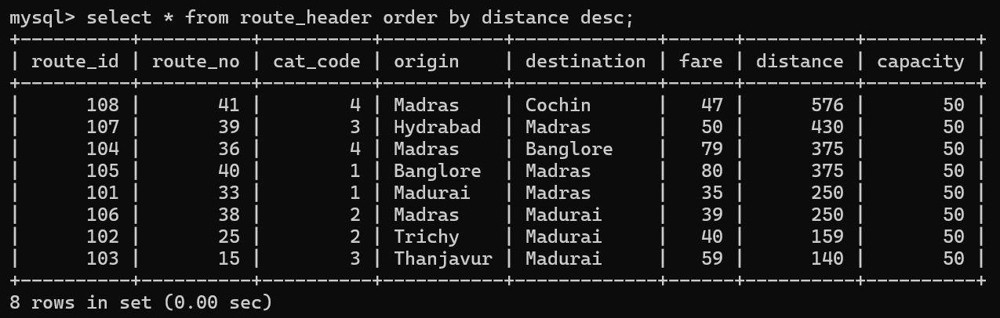 mysql> select * from route_header order by distance desc;
+----------+----------+----------+-----------+-------------+------+----------+----------+
| route_id | route_no | cat_code | origin    | destination | fare | distance | capacity |
+----------+----------+----------+-----------+-------------+------+----------+----------+
|      108 |       41 |        4 | Madras    | Cochin      |   47 |      576 |       50 |
|      107 |       39 |        3 | Hydrabad  | Madras      |   50 |      430 |       50 |
|      104 |       36 |        4 | Madras    | Banglore    |   79 |      375 |       50 |
|      105 |       40 |        1 | Banglore  | Madras      |   80 |      375 |       50 |
|      101 |       33 |        1 | Madurai   | Madras      |   35 |      250 |       50 |
|      106 |       38 |        2 | Madras    | Madurai     |   39 |      250 |       50 |
|      102 |       25 |        2 | Trichy    | Madurai     |   40 |      159 |       50 |
|      103 |       15 |        3 | Thanjavur | Madurai     |   59 |      140 |       50 |
+----------+----------+----------+-----------+-------------+------+----------+----------+
8 rows in set (0.00 sec)